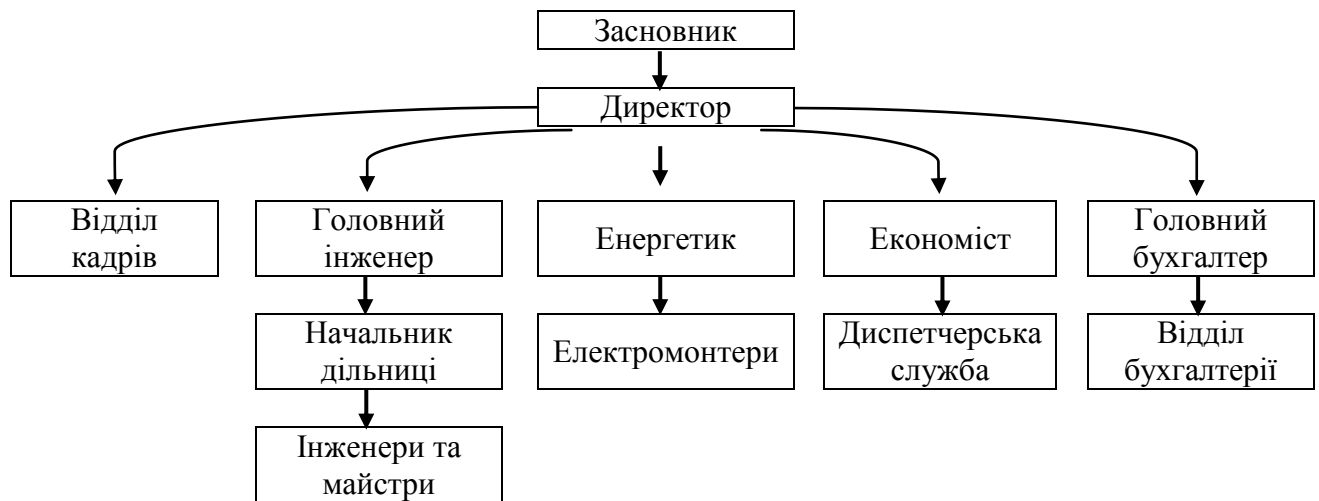 Засновник
Директор
Відділ
кадрів
Головний
інженер
Енергетик
Економіст
Головний
бухгалтер
Начальник
дільниці
Електромонтери
Диспетчерська
служба
Відділ
бухгалтерії
Інженери та
майстри